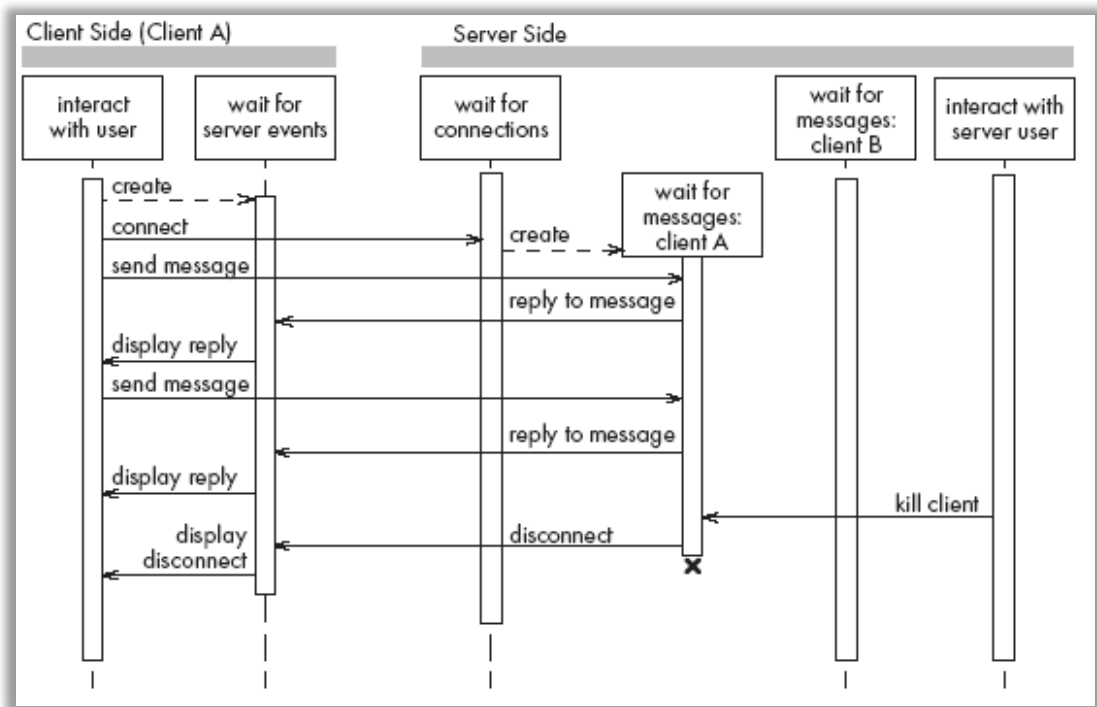 Client Side (Client A)
Server Side
interact
with user
wait for
server events
wait for
connections
wait for
messages:
client B
interact with
server user
wait for
messages:
client A
create
connect
create
send message
reply to message
display reply
send message
reply to message
display reply
kill client
disconnect
display
disconnect